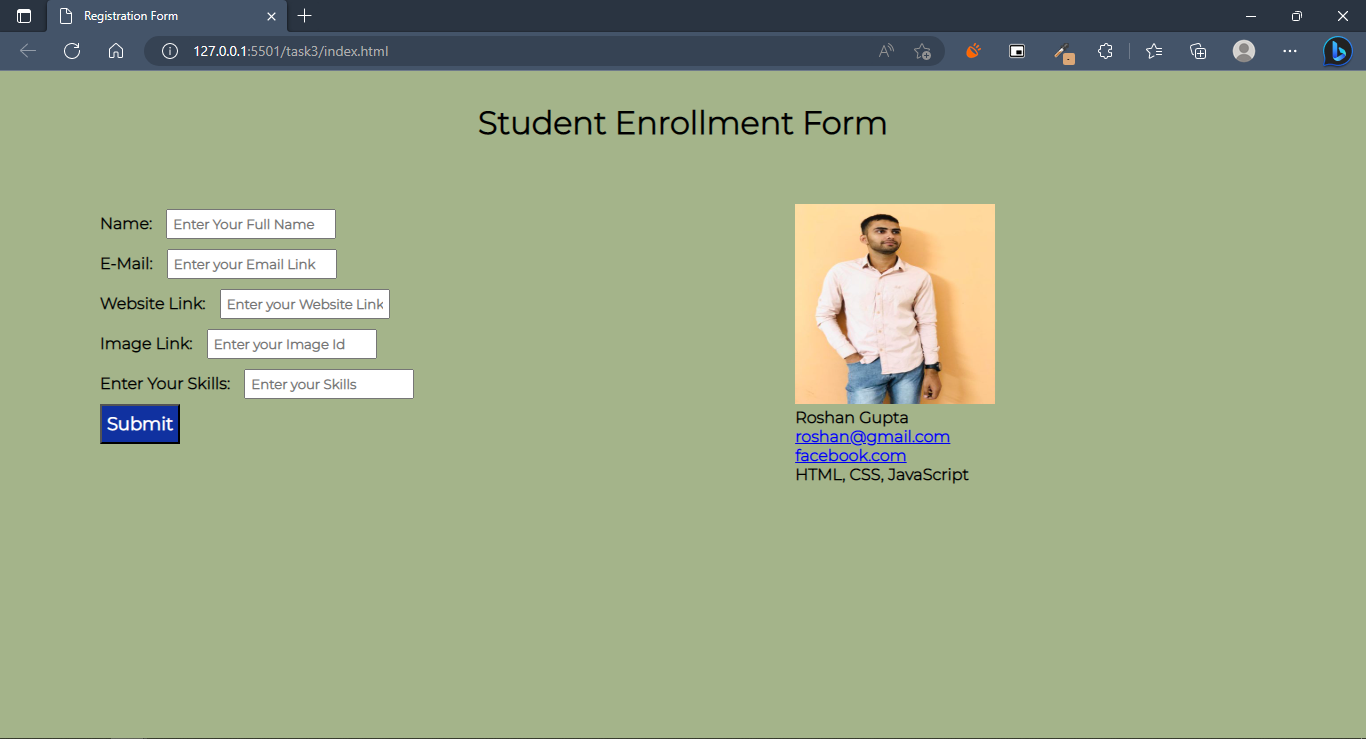 Registration Form
127.0.0.1:5501/task3/index.html
Student Enrollment Form
Name: Enter Your Full Name
E-Mail: Enter your Email Link
Website Link: Enter your Website Link
Image Link: Enter your Image Id
Enter Your Skills: Enter your Skills
Submit
Roshan Gupta
roshan@gmail.com
facebook.com
HTML, CSS, JavaScript